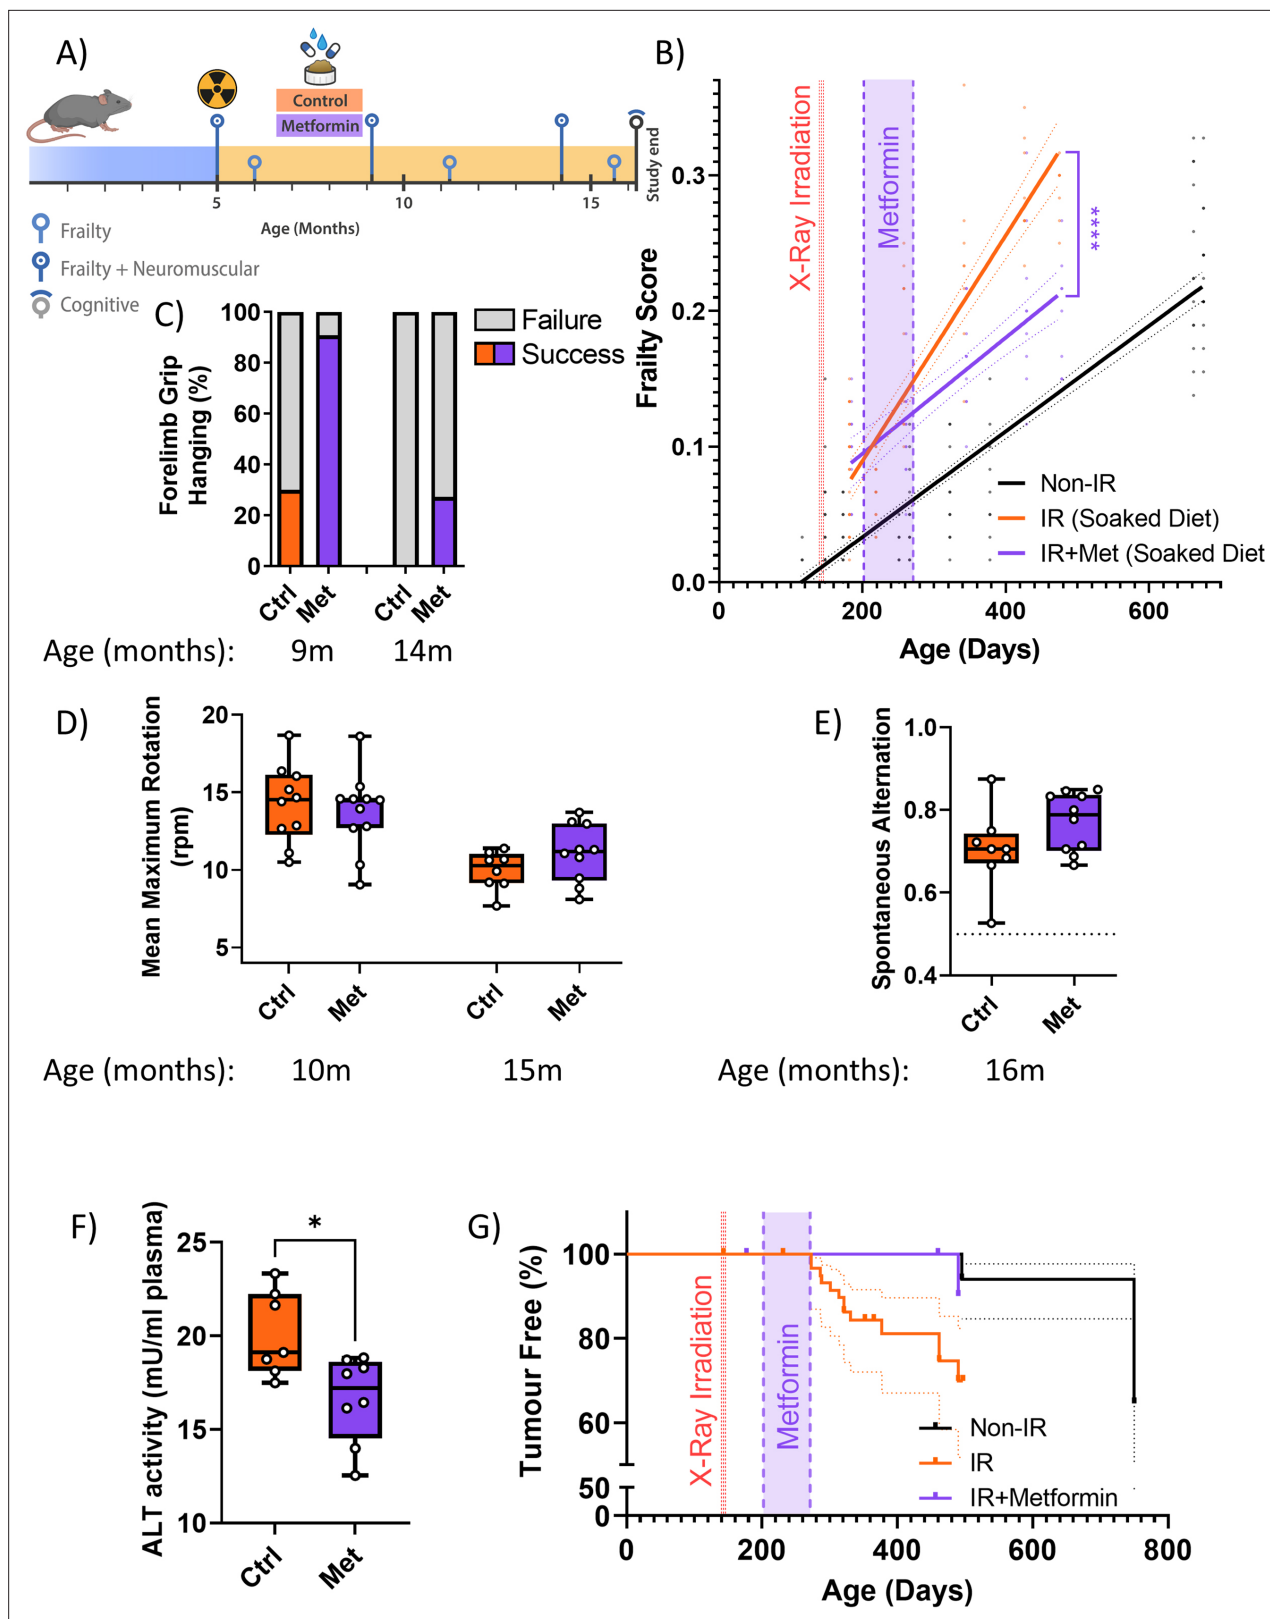 A)
Control
Metformin
5
10
15
Study end
Age (Months)
Frailty
Frailty + Neuromuscular
Cognitive
B)
Frailty Score
0.3
0.2
0.1
0.0
X-Ray Irradiation
Metformin
****
Non-IR
IR (Soaked Diet)
IR+Met (Soaked Diet
0
200
400
600
Age (Days)
C)
Forelimb Grip
Hanging (%)
100
80
60
40
20
0
Failure
Success
Ctrl
Met
Ctrl
Met
Age (months):
9m
14m
D)
Mean Maximum Rotation
(rpm)
20
15
10
5
Ctrl
Met
Ctrl
Met
Age (months):
10m
15m
E)
Spontaneous Alternation
1.0
0.8
0.6
0.4
Ctrl
Met
Age (months):
16m
F)
ALT activity (mU/ml plasma)
25
20
15
10
*
Ctrl
Met
G)
Tumour Free (%)
100
80
60
50
0
X-Ray Irradiation
Metformin
Non-IR
IR
IR+Metformin
0
200
400
600
800
Age (Days)